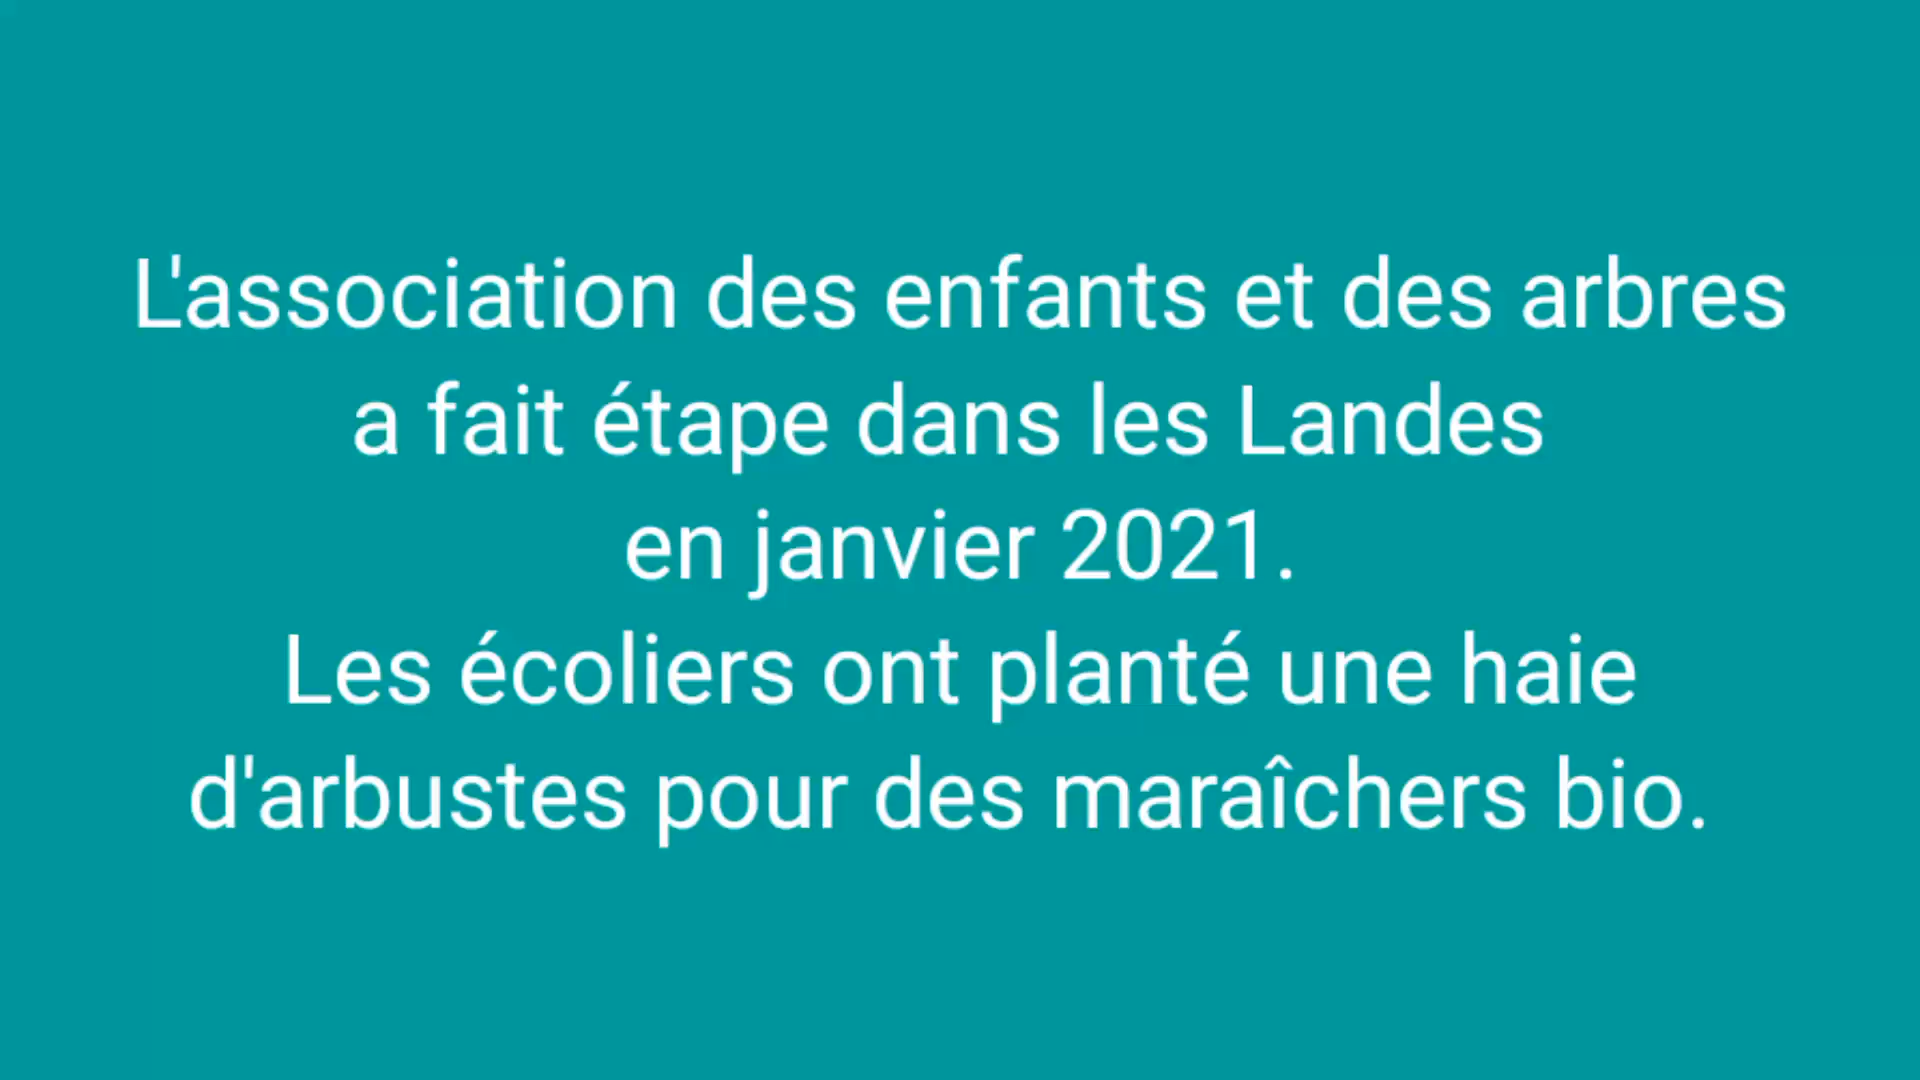 L'association des enfants et des arbres
a fait étape dans les Landes
en janvier 2021.
Les écoliers ont planté une haie
d'arbustes pour des maraîchers bio.